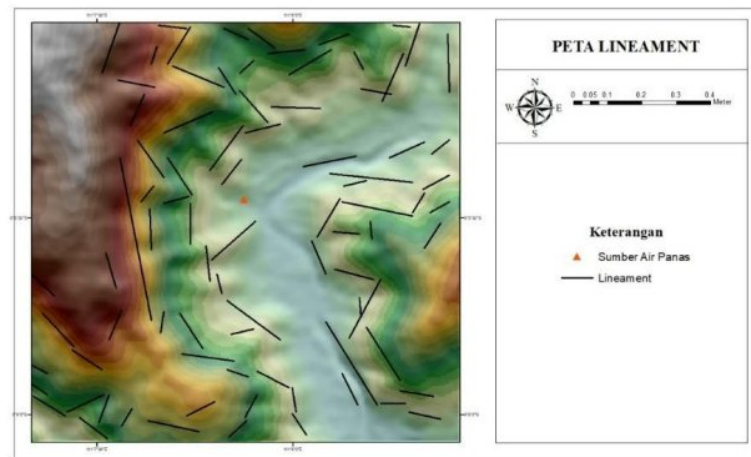 PETA LINEAMENT
N
W E
S
0 0.05 0.1 0.2 0.3 0.4
Meter
Keterangan
Sumber Air Panas
Lineament